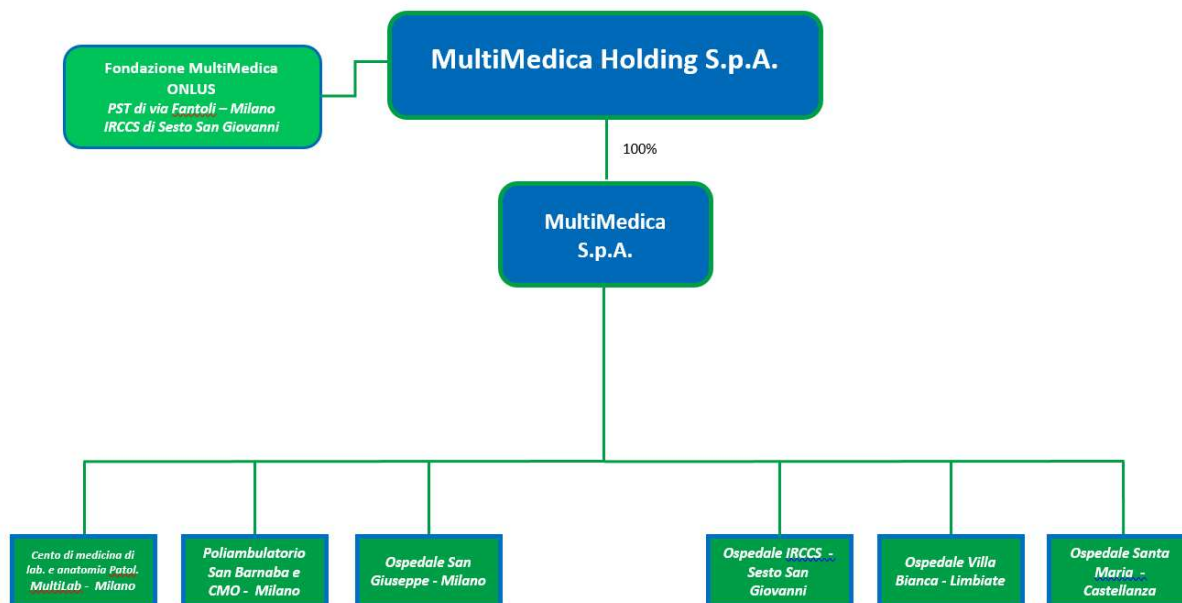 MultiMedica Holding S.p.A.
Fondazione MultiMedica
ONLUS
PST di via Fantoli – Milano
IRCCS di Sesto San Giovanni
100%
MultiMedica
S.p.A.
Cento di medicina di
lab. e anatomia Patol.
MultiLab - Milano
Poliambulatorio
San Barnaba e
CMO - Milano
Ospedale San
Giuseppe - Milano
Ospedale IRCCS -
Sesto San
Giovanni
Ospedale Villa
Bianca - Limbiate
Ospedale Santa
Maria -
Castellanza